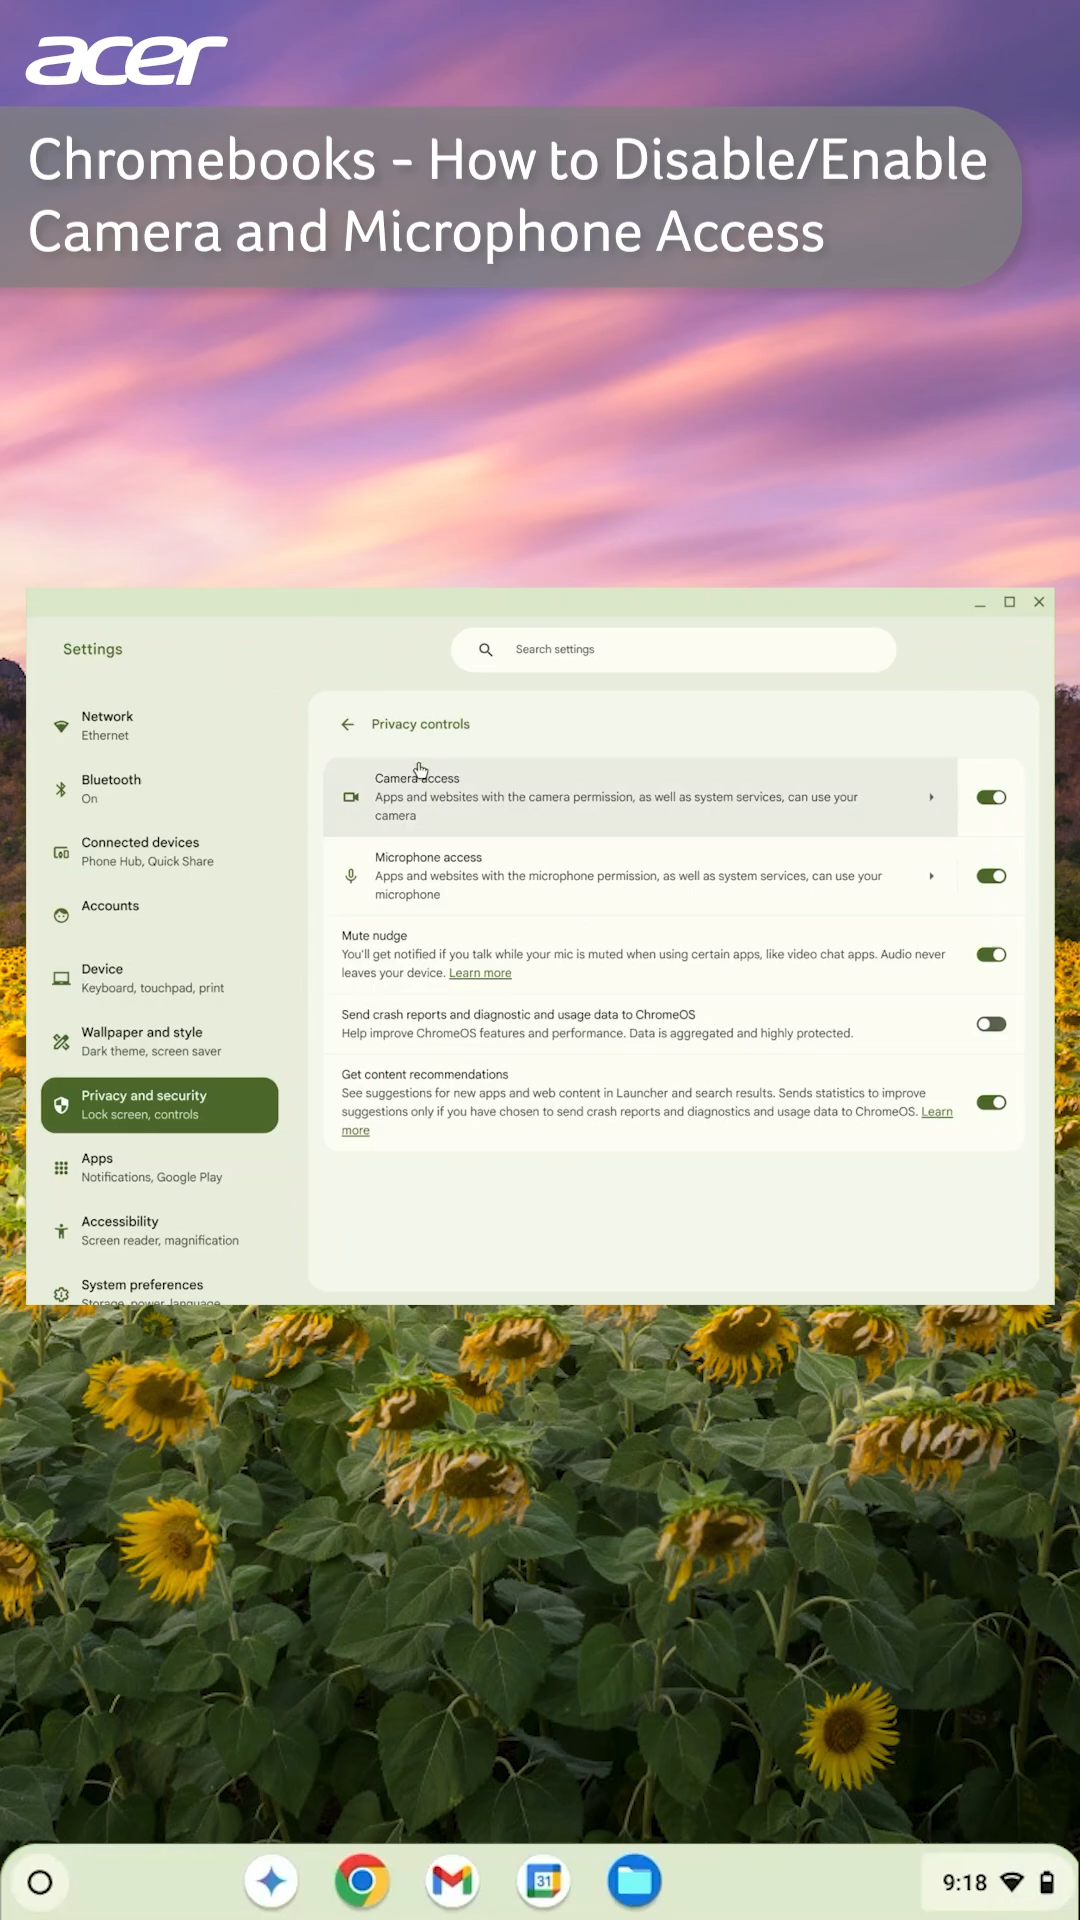 acer
Chromebooks - How to Disable/Enable
Camera and Microphone Access
Settings
Search settings
Network
Ethernet
Bluetooth
On
Connected devices
Phone Hub, Quick Share
Accounts
Device
Keyboard, touchpad, print
Wallpaper and style
Dark theme, screen saver
Privacy and security
Lock screen, controls
Apps
Notifications, Google Play
Accessibility
Screen reader, magnification
System preferences
Storage, power, language
Privacy controls
Camera access
Apps and websites with the camera permission, as well as system services, can use your
camera
Microphone access
Apps and websites with the microphone permission, as well as system services, can use your
microphone
Mute nudge
You'll get notified if you talk while your mic is muted when using certain apps, like video chat apps. Audio never
leaves your device. Learn more
Send crash reports and diagnostic and usage data to ChromeOS
Help improve ChromeOS features and performance. Data is aggregated and highly protected.
Get content recommendations
See suggestions for new apps and web content in Launcher and search results. Sends statistics to improve
suggestions only if you have chosen to send crash reports and diagnostics and usage data to ChromeOS. Learn
more
31
9:18